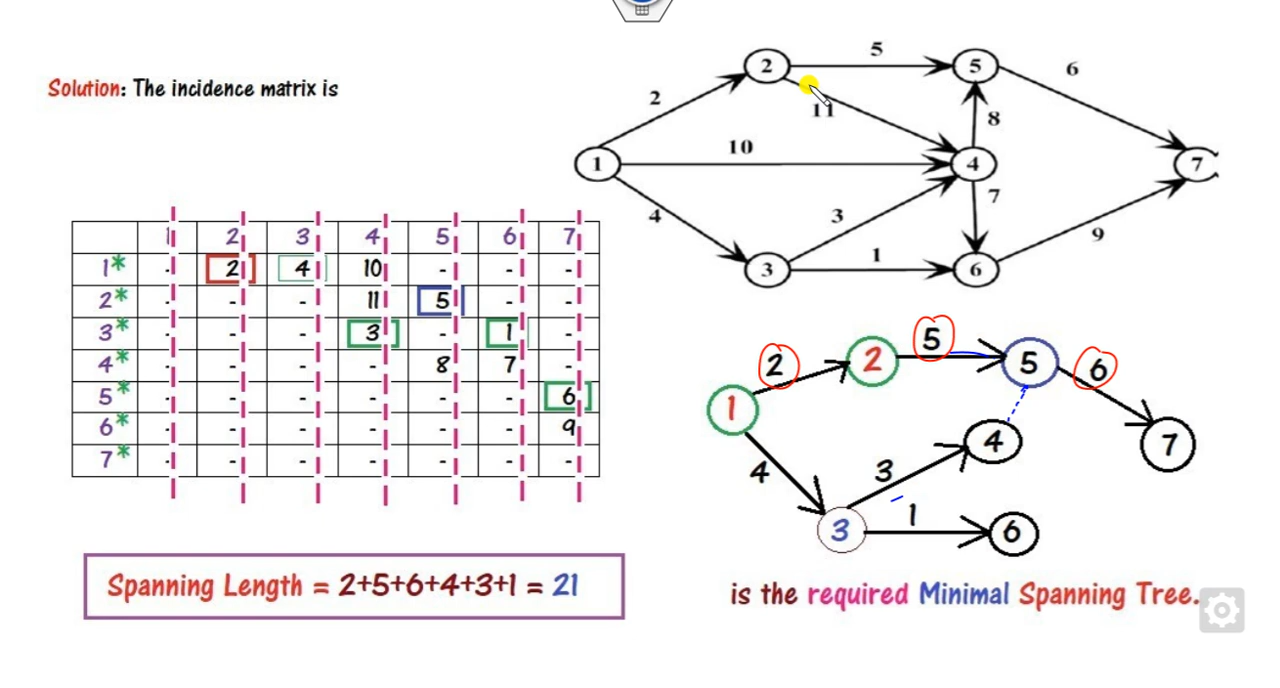 Solution: The incidence matrix is
2
5
5
6
2
11
8
1
10
4
7
4
3
7
9
3
1
6
1 2 3 4 5 6 7
1* - 2 4 10 - - -
2* - - - 11 5 - -
3* - - - 3 - 1 -
4* - - - - 8 7 -
5* - - - - - - 6
6* - - - - - - 9
7* - - - - - - -
2
2
5
5
6
1
4
7
4
3
3
1
6
Spanning Length = 2+5+6+4+3+1 = 21
is the required Minimal Spanning Tree.